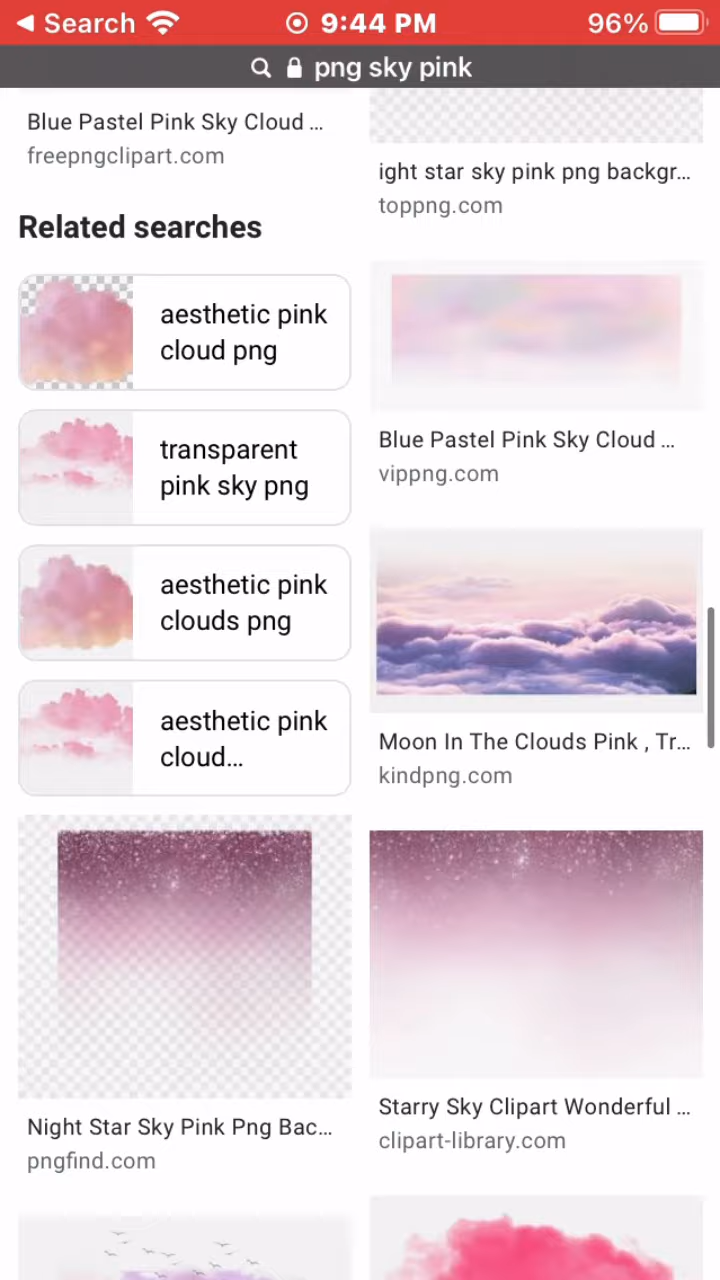 Search 9:44 PM 96%
png sky pink
Blue Pastel Pink Sky Cloud ...
freepngclipart.com
Related searches
aesthetic pink
cloud png
transparent
pink sky png
aesthetic pink
clouds png
aesthetic pink
cloud...
Night Star Sky Pink Png Bac...
pngfind.com
ight star sky pink png backgr...
toppng.com
Blue Pastel Pink Sky Cloud ...
vippng.com
Moon In The Clouds Pink , Tr...
kindpng.com
Starry Sky Clipart Wonderful ...
clipart-library.com